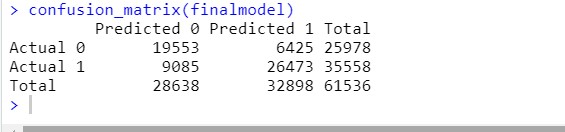 > confusion_matrix(finalmodel)
Predicted 0 Predicted 1 Total
Actual 0 19553 6425 25978
Actual 1 9085 26473 35558
Total 28638 32898 61536
>